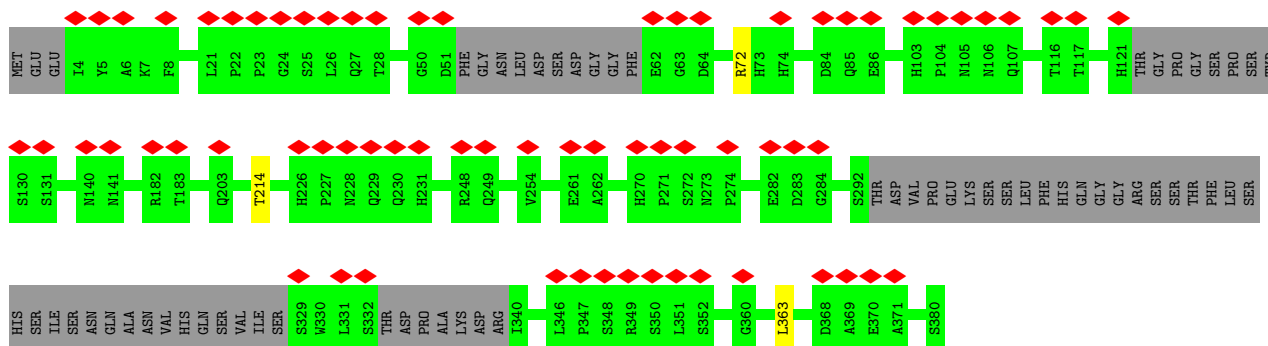 MET GLU GLU I4 Y5 A6 K7 F8 L21 P22 P23 G24 S25 L26 Q27 T28 G50 D51 PHE GLY ASN LEU ASP SER ASP GLY GLY PHE E62 G63 D64 R72 H73 H74 D84 Q85 E86 H103 P104 N105 N106 Q107 T116 T117 H121 THR GLY PRO GLY SER PRO SER
S130 S131 N140 N141 R182 T183 Q203 T214 H226 P227 N228 Q229 Q230 H231 R248 Q249 V254 E261 A262 H270 P271 S272 N273 P274 E282 D283 G284 S292 THR ASP VAL PRO GLU LYS SER SER LEU PHE HIS GLN GLY GLY ARG SER SER THR PHE LEU SER
HIS SER ILE SER ASN GLN ALA ASN VAL HIS GLN SER VAL ILE SER S329 W330 L331 S332 THR ASP PRO ALA LYS ASP ARG I340 L346 P347 S348 R349 S350 L351 S352 G360 L363 D368 A369 E370 A371 S380